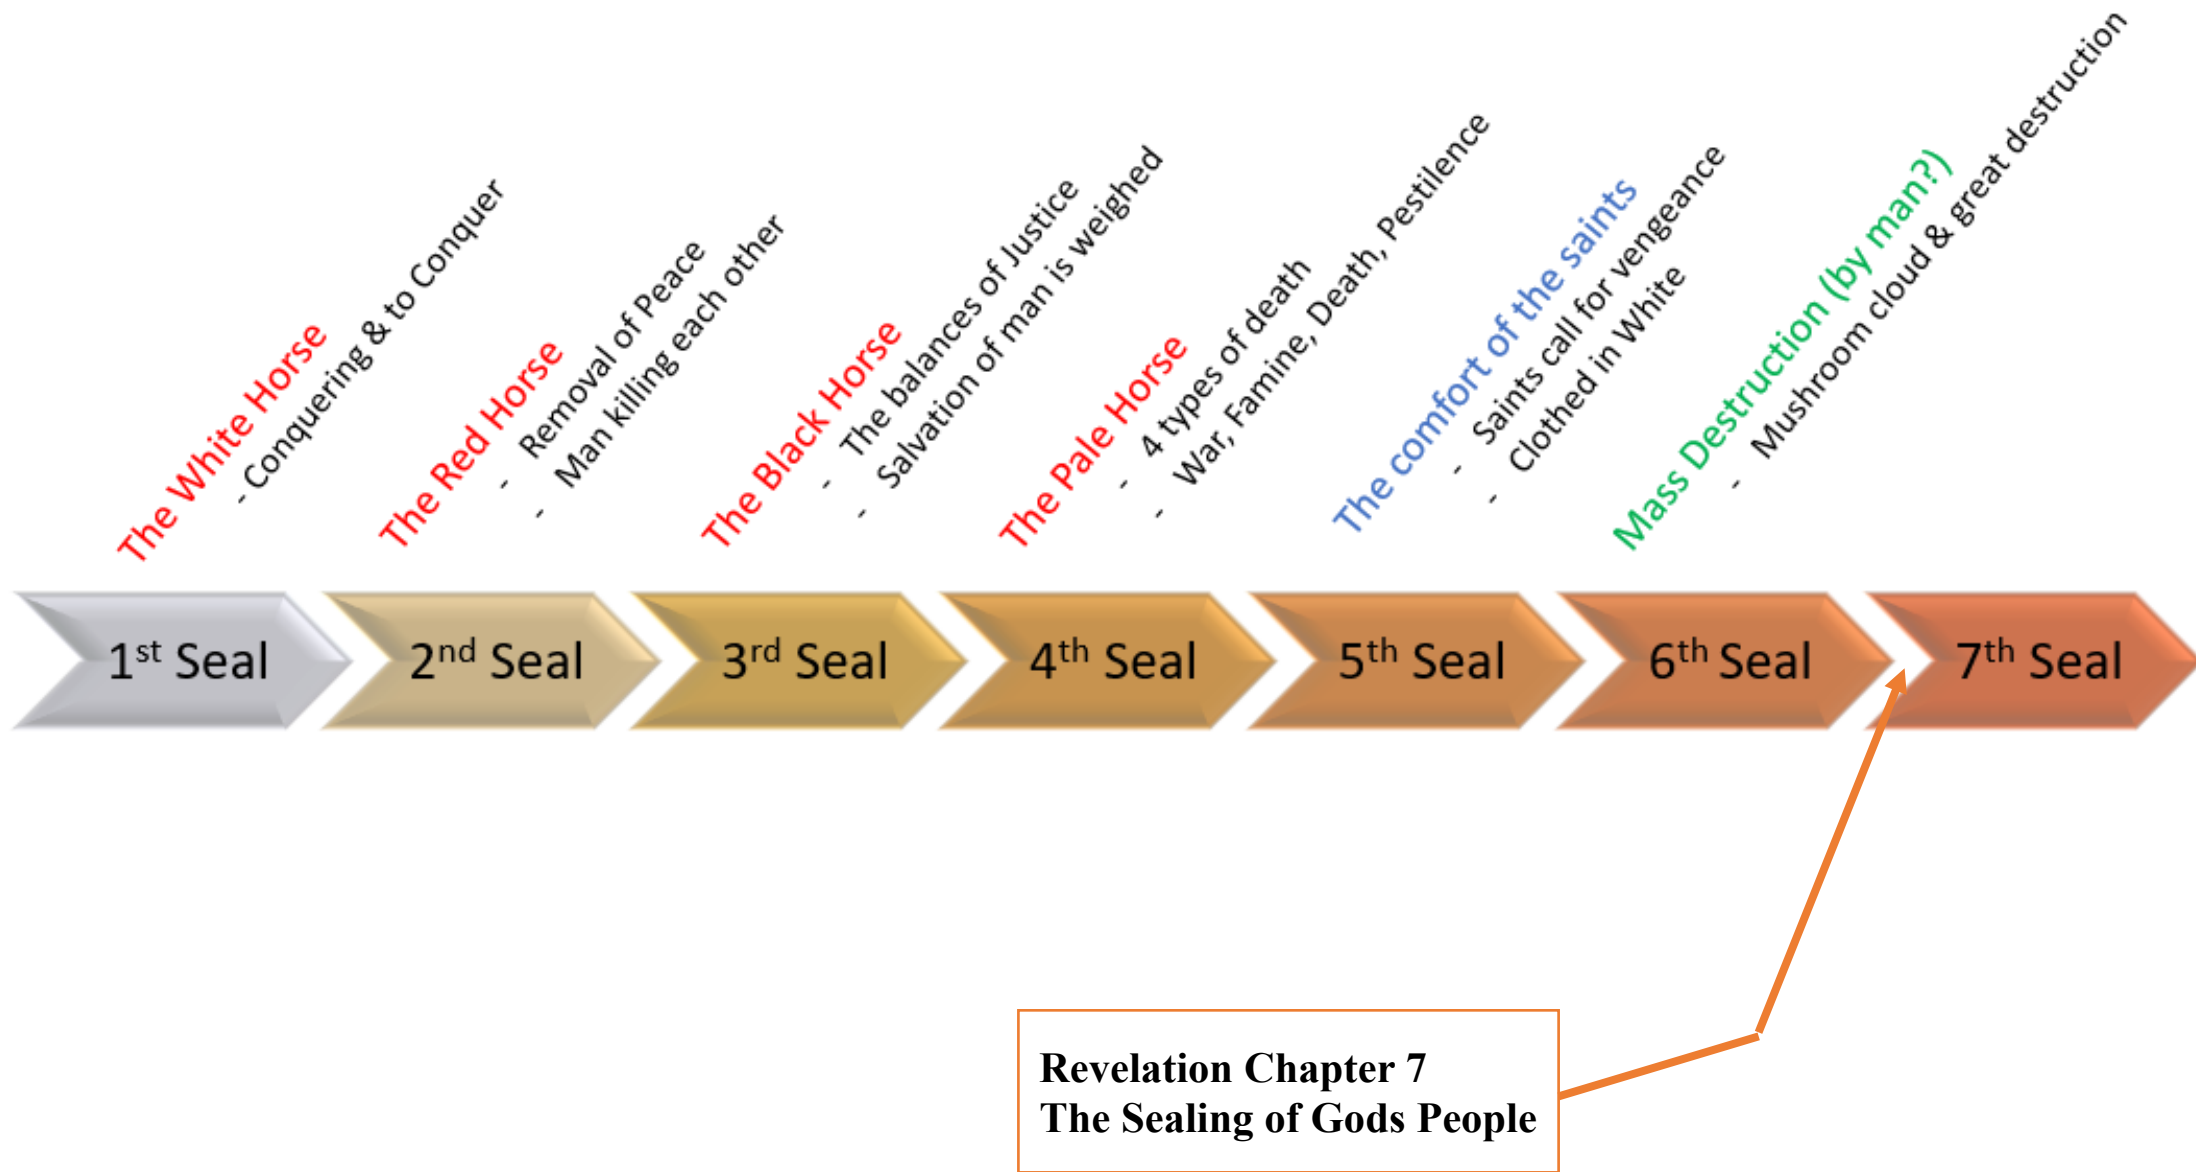 The White Horse
- Conquering & to Conquer
The Red Horse
- Removal of Peace
- Man killing each other
The Black Horse
- The balances of Justice
- Salvation of man is weighed
The Pale Horse
- 4 types of death
- War, Famine, Death, Pestilence
The comfort of the saints
- Saints call for vengeance
- Clothed in White
Mass Destruction (by man?)
- Mushroom cloud & great destruction
1st Seal
2nd Seal
3rd Seal
4th Seal
5th Seal
6th Seal
7th Seal
Revelation Chapter 7
The Sealing of Gods People